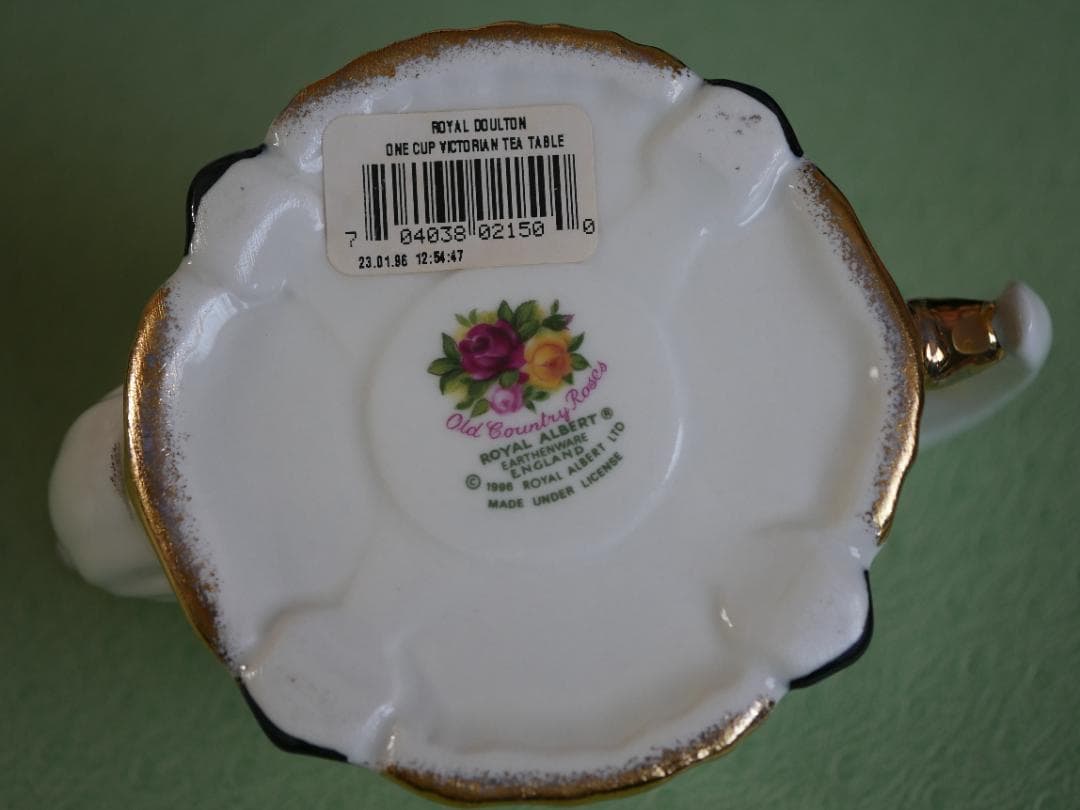 ROYAL DOULTON
ONE CUP VICTORIAN TEA TABLE
7 04038 02150 0
23.01.96 12:54:47
Old Country Roses
ROYAL ALBERT ®
EARTHENWARE
ENGLAND
© 1996 ROYAL ALBERT LTD
MADE UNDER LICENSE